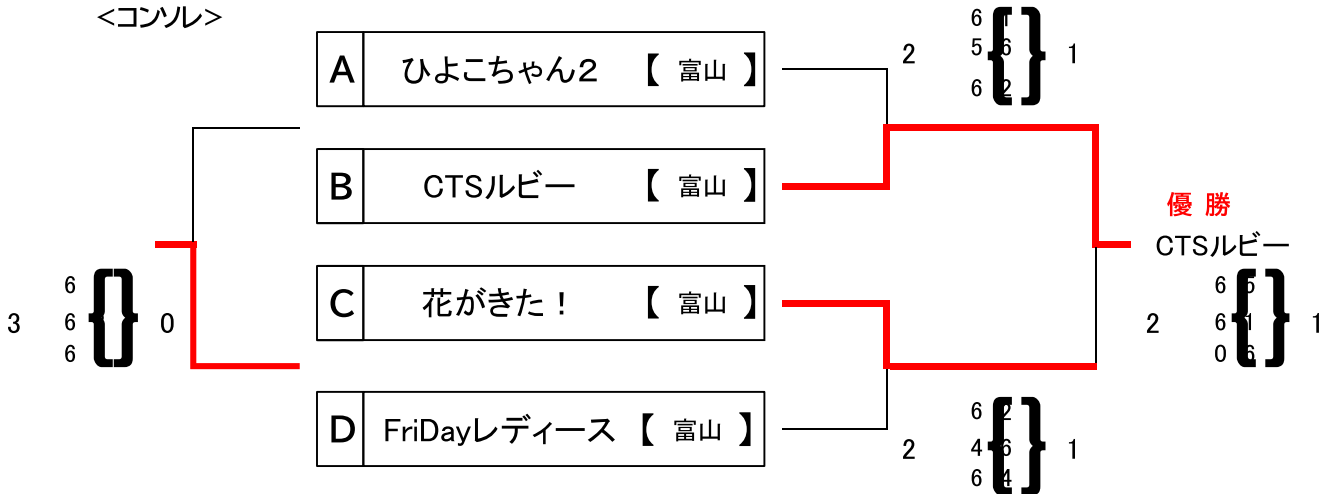 <コンソレ>
A ひよこちゃん2 【 富山 】
B CTSルビー 【 富山 】
C 花がきた！ 【 富山 】
D FriDayレディース 【 富山 】
2 { 6 1 } 1
5 6
6 2
優 勝
CTSルビー
2 { 6 5 } 1
6 1
0 6
2 { 6 2 } 1
4 6
6 4
3 { 6 } 0
6
6